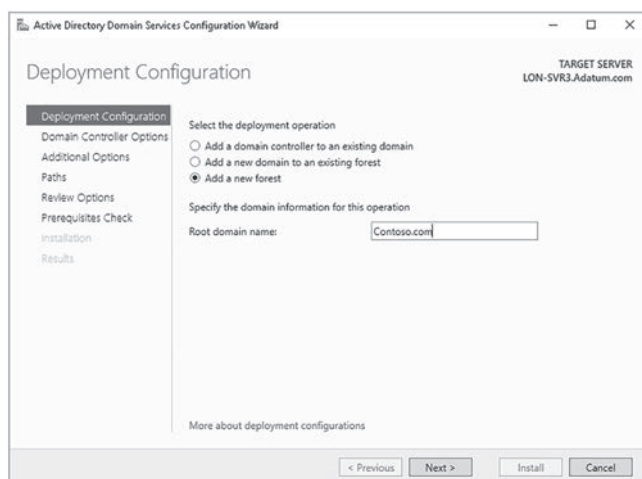 Active Directory Domain Services Configuration Wizard
Deployment Configuration
TARGET SERVER
LON-SVR3.Adatum.com
Deployment Configuration
Domain Controller Options
Additional Options
Paths
Review Options
Prerequisites Check
Installation
Results
Select the deployment operation
Add a domain controller to an existing domain
Add a new domain to an existing forest
Add a new forest
Specify the domain information for this operation
Root domain name:
Contoso.com
More about deployment configurations
< Previous
Next >
Install
Cancel